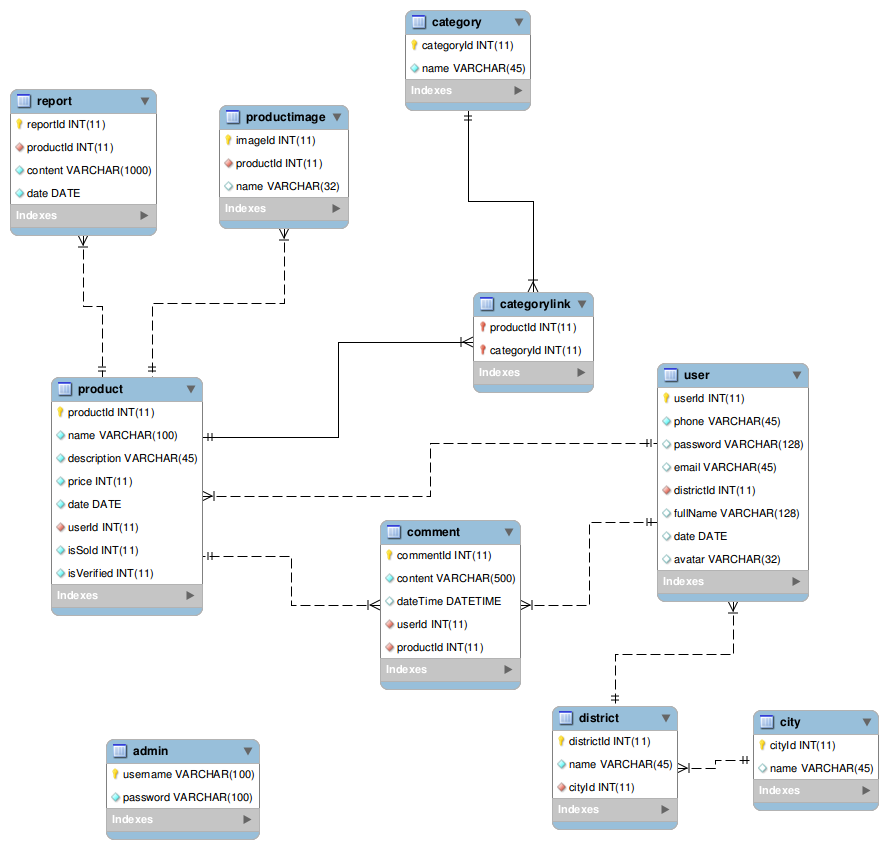 category
categoryId INT(11)
name VARCHAR(45)
Indexes
report
reportId INT(11)
productId INT(11)
content VARCHAR(1000)
date DATE
Indexes
productimage
imageId INT(11)
productId INT(11)
name VARCHAR(32)
Indexes
categorylink
productId INT(11)
categoryId INT(11)
Indexes
product
productId INT(11)
name VARCHAR(100)
description VARCHAR(45)
price INT(11)
date DATE
userId INT(11)
isSold INT(11)
isVerified INT(11)
Indexes
user
userId INT(11)
phone VARCHAR(45)
password VARCHAR(128)
email VARCHAR(45)
districtId INT(11)
fullName VARCHAR(128)
date DATE
avatar VARCHAR(32)
Indexes
comment
commentId INT(11)
content VARCHAR(500)
dateTime DATETIME
userId INT(11)
productId INT(11)
Indexes
admin
username VARCHAR(100)
password VARCHAR(100)
Indexes
district
districtId INT(11)
name VARCHAR(45)
cityId INT(11)
Indexes
city
cityId INT(11)
name VARCHAR(45)
Indexes